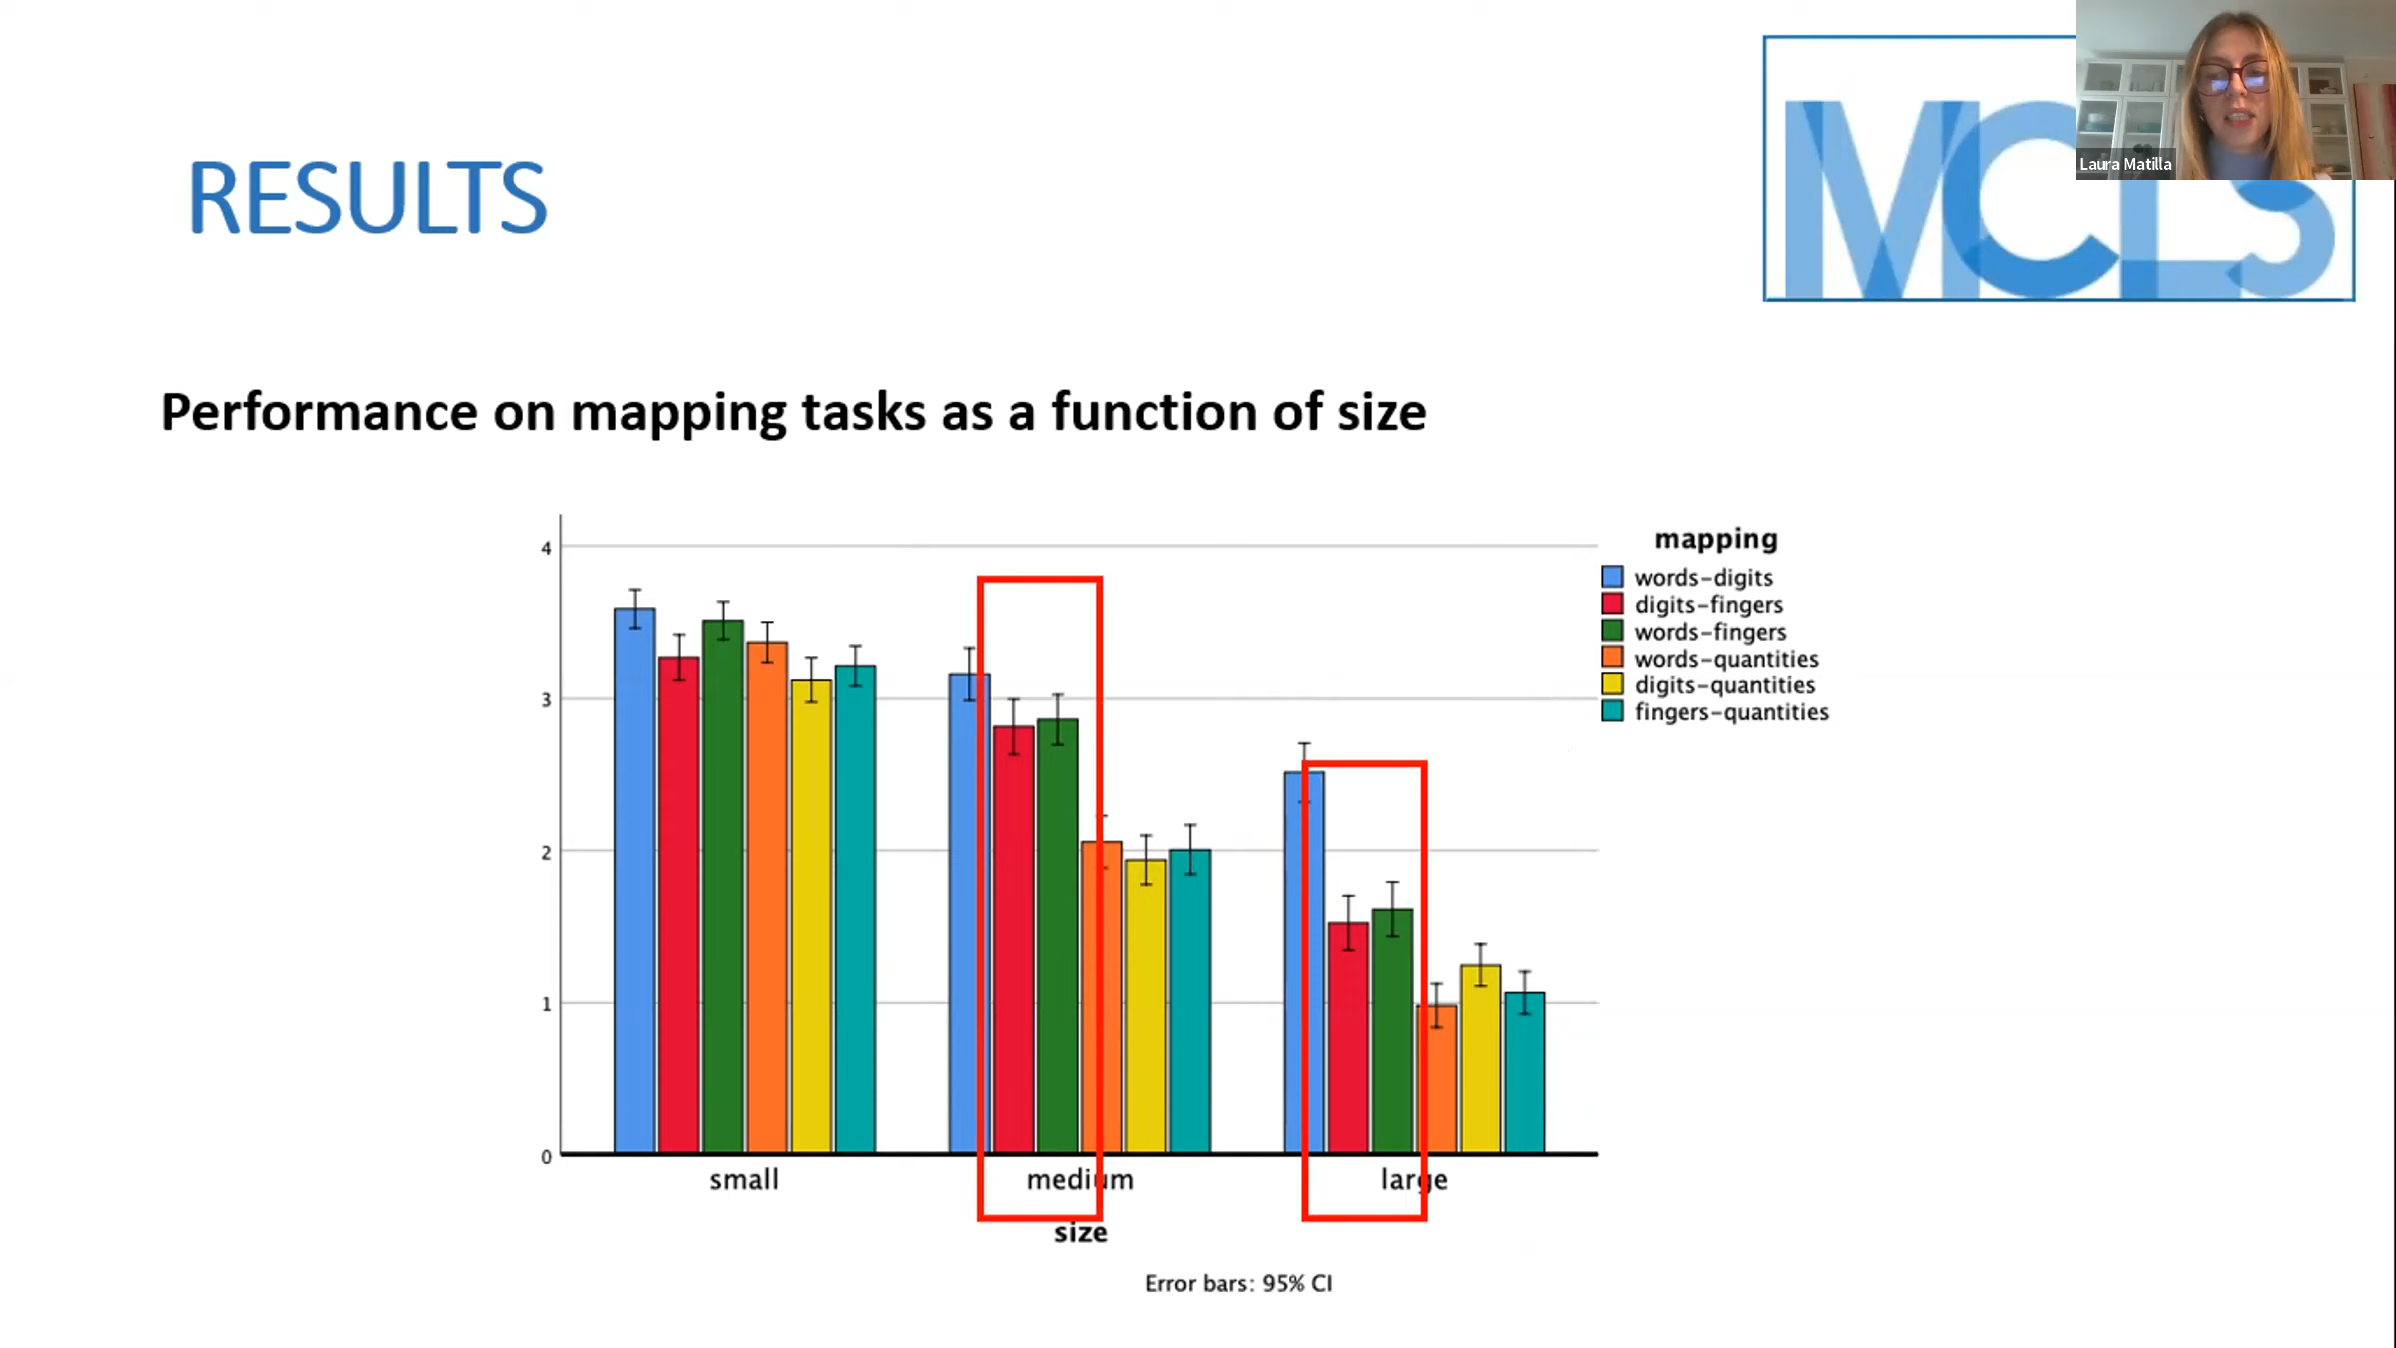 MCLS
Laura Matilla
RESULTS
Performance on mapping tasks as a function of size
mapping
words-digits
digits-fingers
words-fingers
words-quantities
digits-quantities
fingers-quantities
4
3
2
1
0
small medium large
size
Error bars: 95% CI